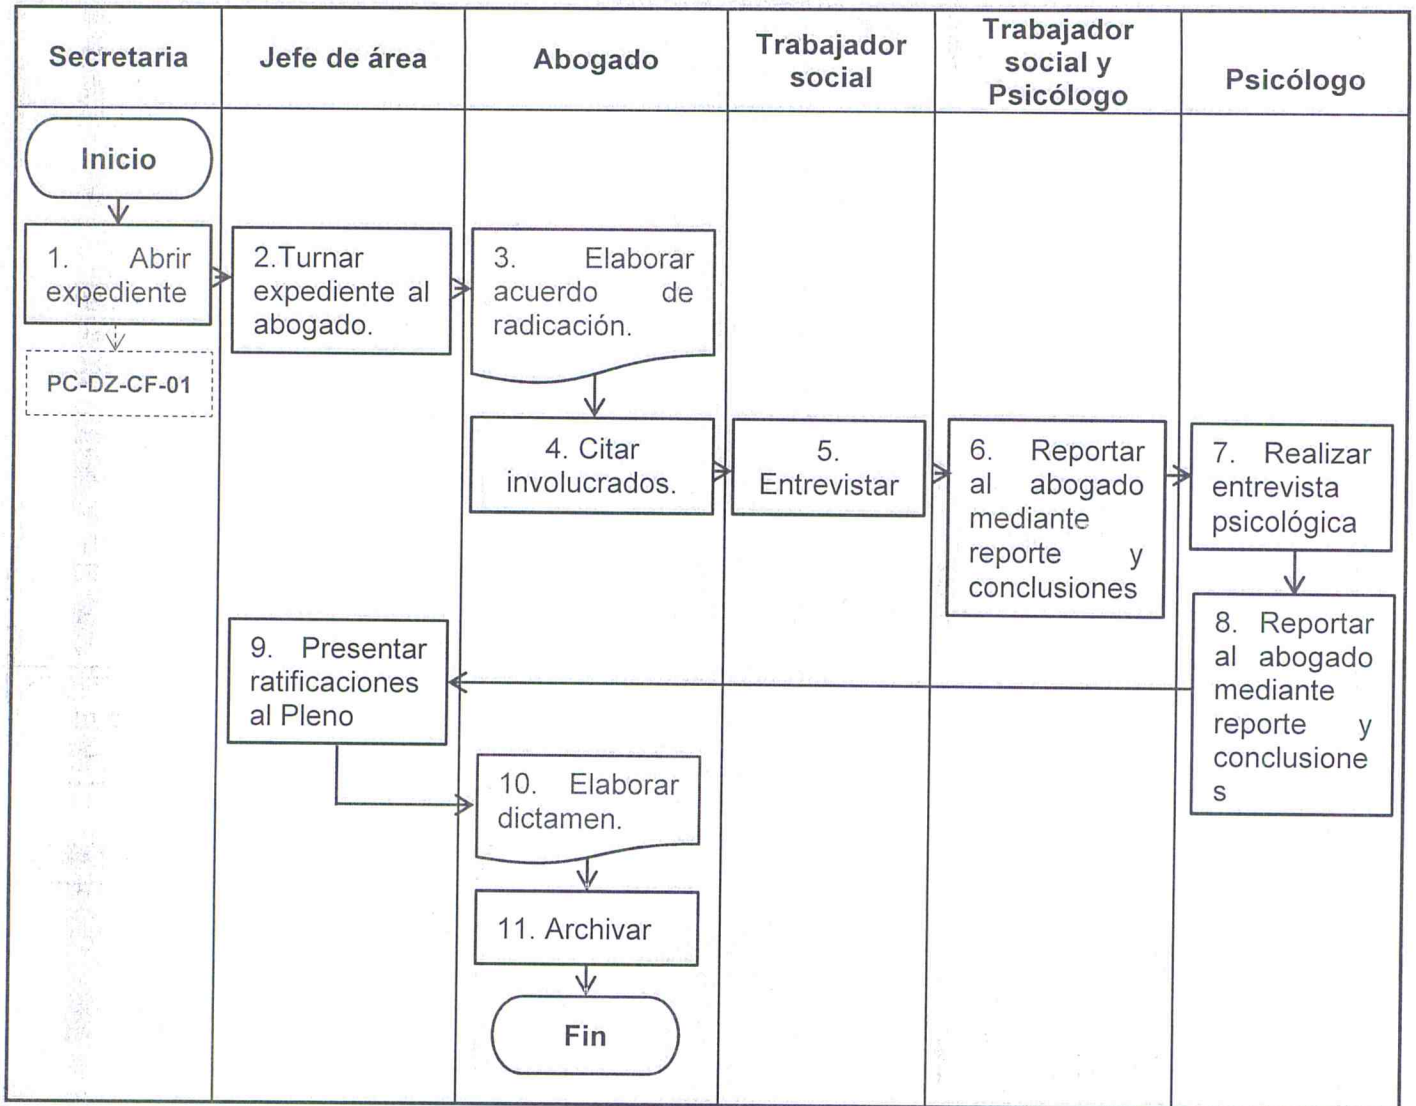 Secretaria
Jefe de área
Abogado
Trabajador
social
Trabajador
social y
Psicólogo
Psicólogo
Inicio
1. Abrir
expediente
PC-DZ-CF-01
2.Turnar
expediente al
abogado.
3. Elaborar
acuerdo de
radicación.
4. Citar
involucrados.
5.
Entrevistar
6. Reportar
al abogado
mediante
reporte y
conclusiones
7. Realizar
entrevista
psicológica
8. Reportar
al abogado
mediante
reporte y
conclusione
s
9. Presentar
ratificaciones
al Pleno
10. Elaborar
dictamen.
11. Archivar
Fin